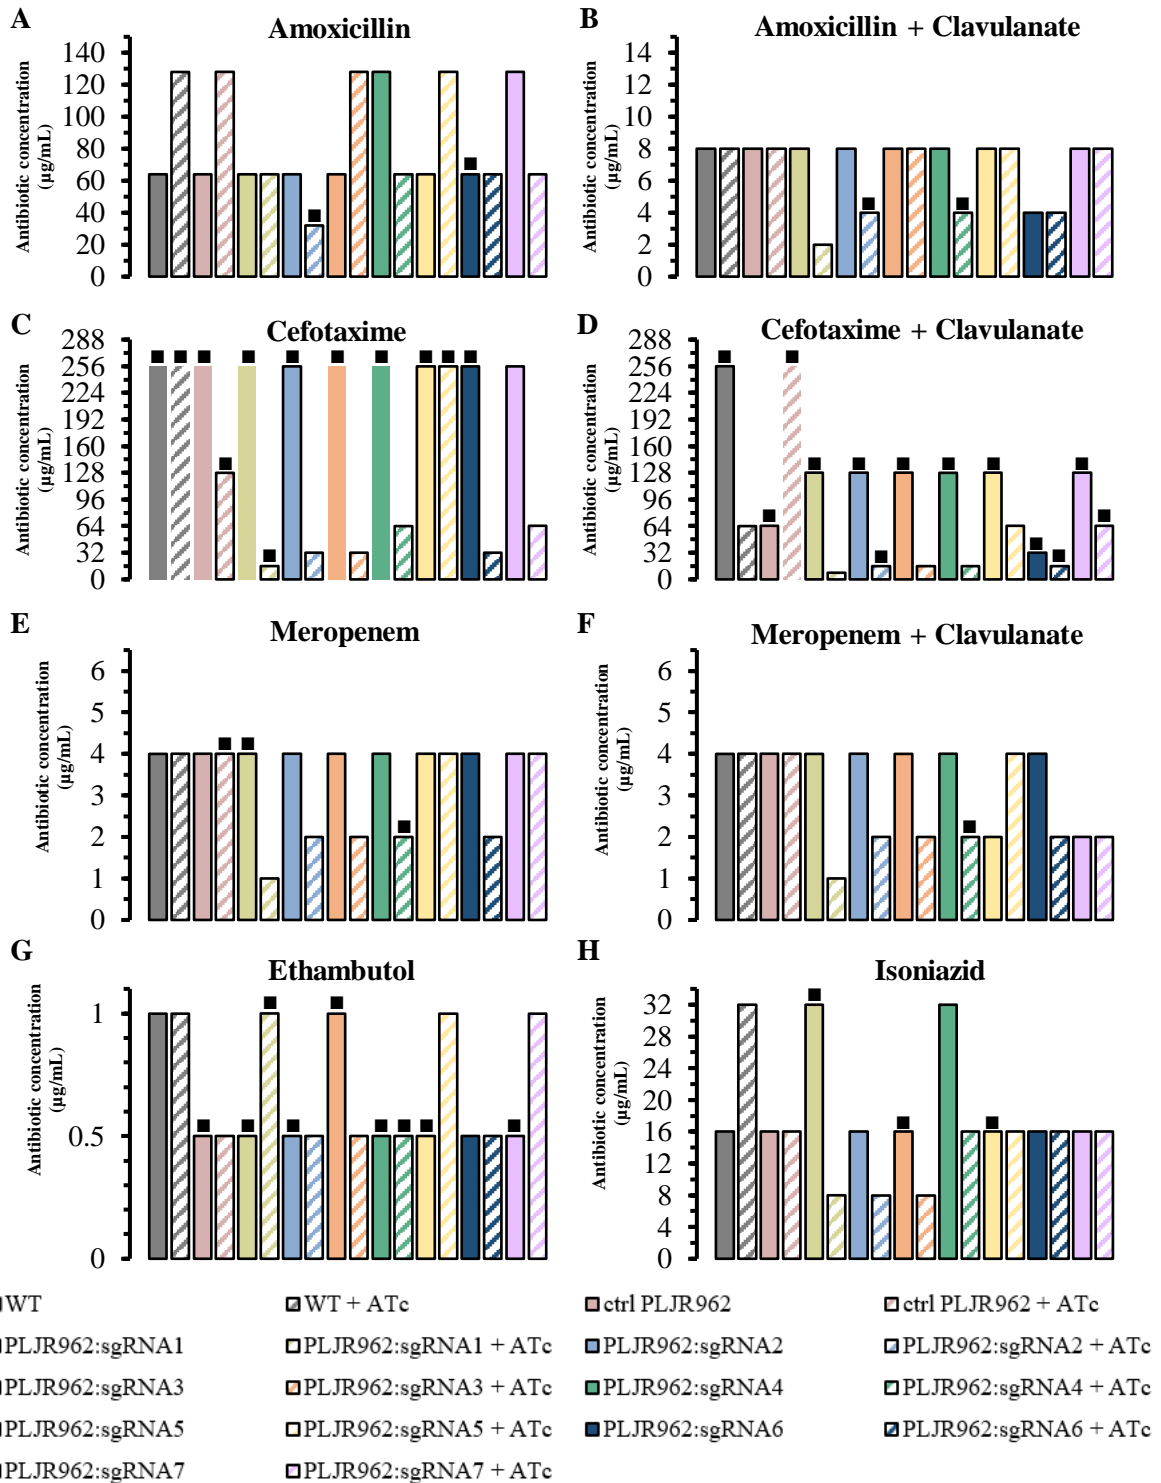 A
Amoxicillin
Antibiotic concentration
(µg/mL)
140
120
100
80
60
40
20
0
B
Amoxicillin + Clavulanate
Antibiotic concentration
(µg/mL)
14
12
10
8
6
4
2
0
C
Cefotaxime
Antibiotic concentration
(µg/mL)
288
256
224
192
160
128
96
64
32
0
D
Cefotaxime + Clavulanate
Antibiotic concentration
(µg/mL)
288
256
224
192
160
128
96
64
32
0
E
Meropenem
Antibiotic concentration
(µg/mL)
6
5
4
3
2
1
0
F
Meropenem + Clavulanate
Antibiotic concentration
(µg/mL)
6
5
4
3
2
1
0
G
Ethambutol
Antibiotic concentration
(µg/mL)
1
0.5
0
H
Isoniazid
Antibiotic concentration
(µg/mL)
32
28
24
20
16
12
8
4
0
WT WT + ATc ctrl PLJR962 ctrl PLJR962 + ATc
PLJR962:sgRNA1 PLJR962:sgRNA1 + ATc PLJR962:sgRNA2 PLJR962:sgRNA2 + ATc
PLJR962:sgRNA3 PLJR962:sgRNA3 + ATc PLJR962:sgRNA4 PLJR962:sgRNA4 + ATc
PLJR962:sgRNA5 PLJR962:sgRNA5 + ATc PLJR962:sgRNA6 PLJR962:sgRNA6 + ATc
PLJR962:sgRNA7 PLJR962:sgRNA7 + ATc